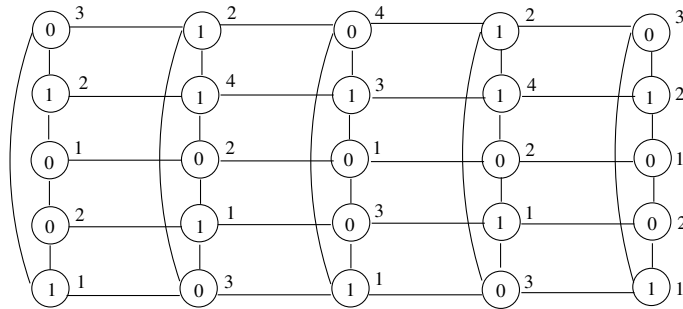 0 3 1 2 0 4 1 2 0 3
1 2 1 4 1 3 1 4 1 2
0 1 0 2 0 1 0 2 0 1
0 2 1 1 0 3 1 1 0 2
1 1 0 3 1 1 0 3 1 1